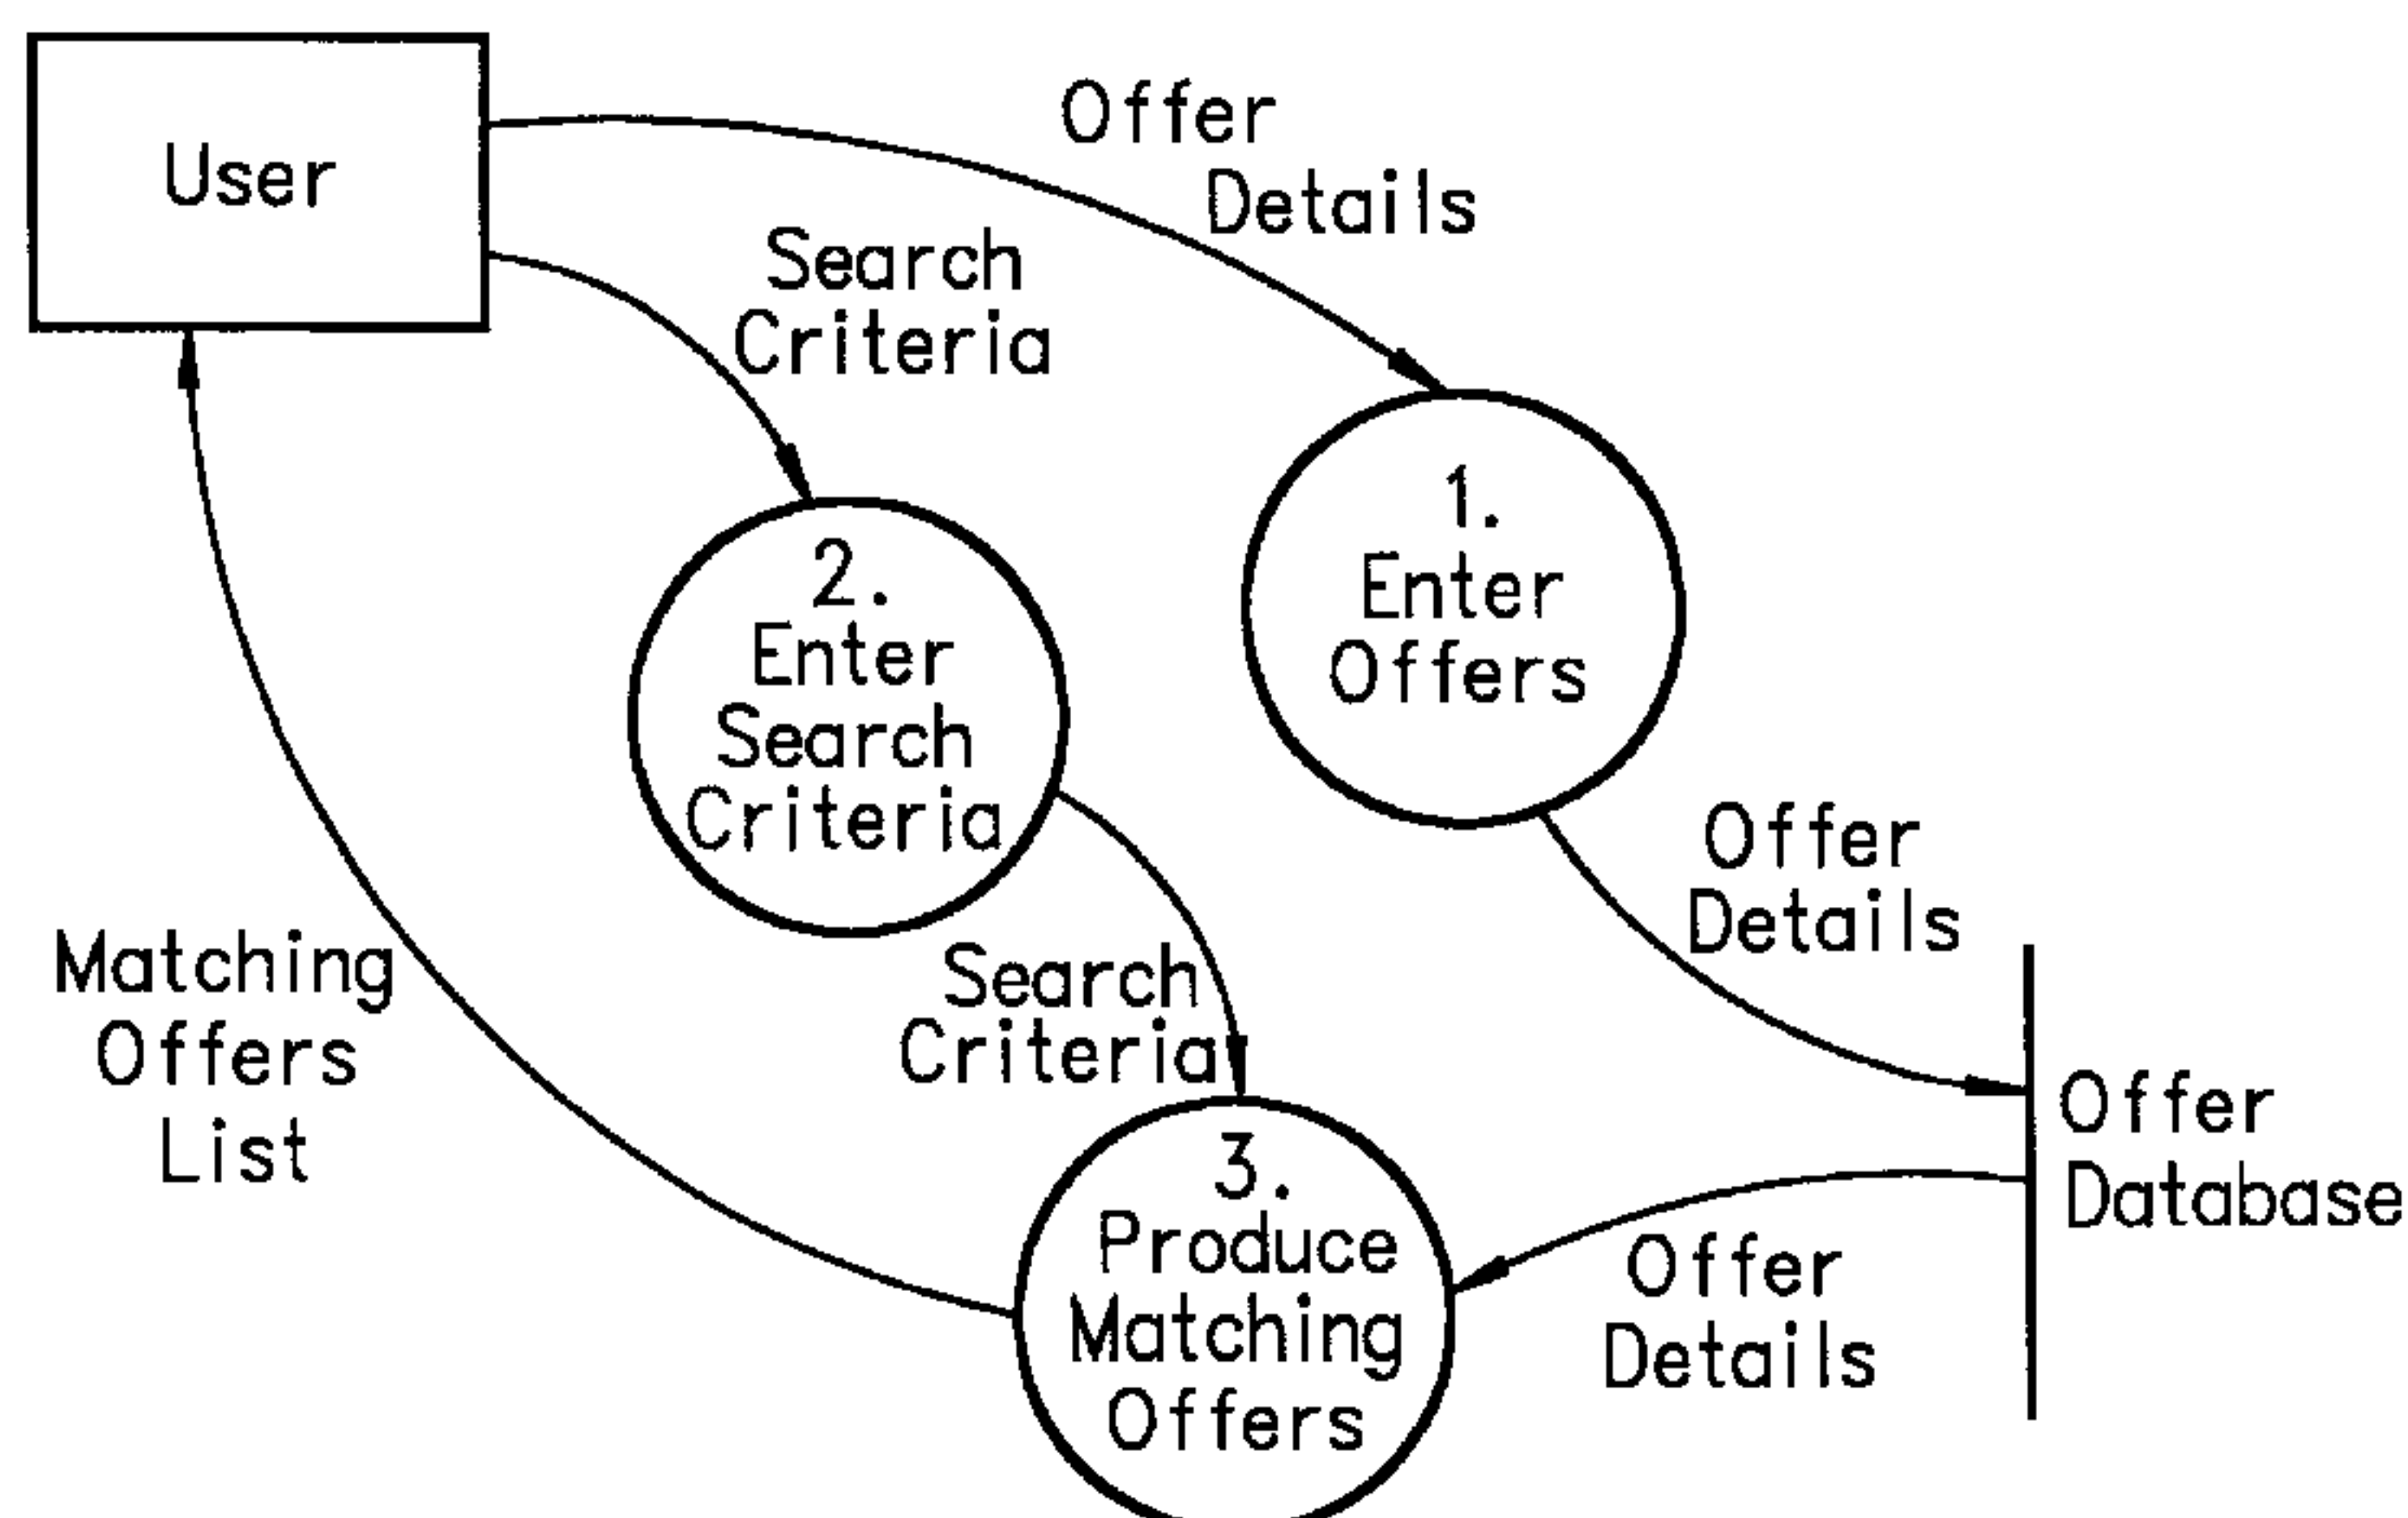 User
Offer
Details
Search
Criteria
1.
Enter
Offers
2.
Enter
Search
Criteria
Offer
Details
Matching
Offers
List
Search
Criteria
Offer
Database
3.
Produce
Matching
Offers
Offer
Details